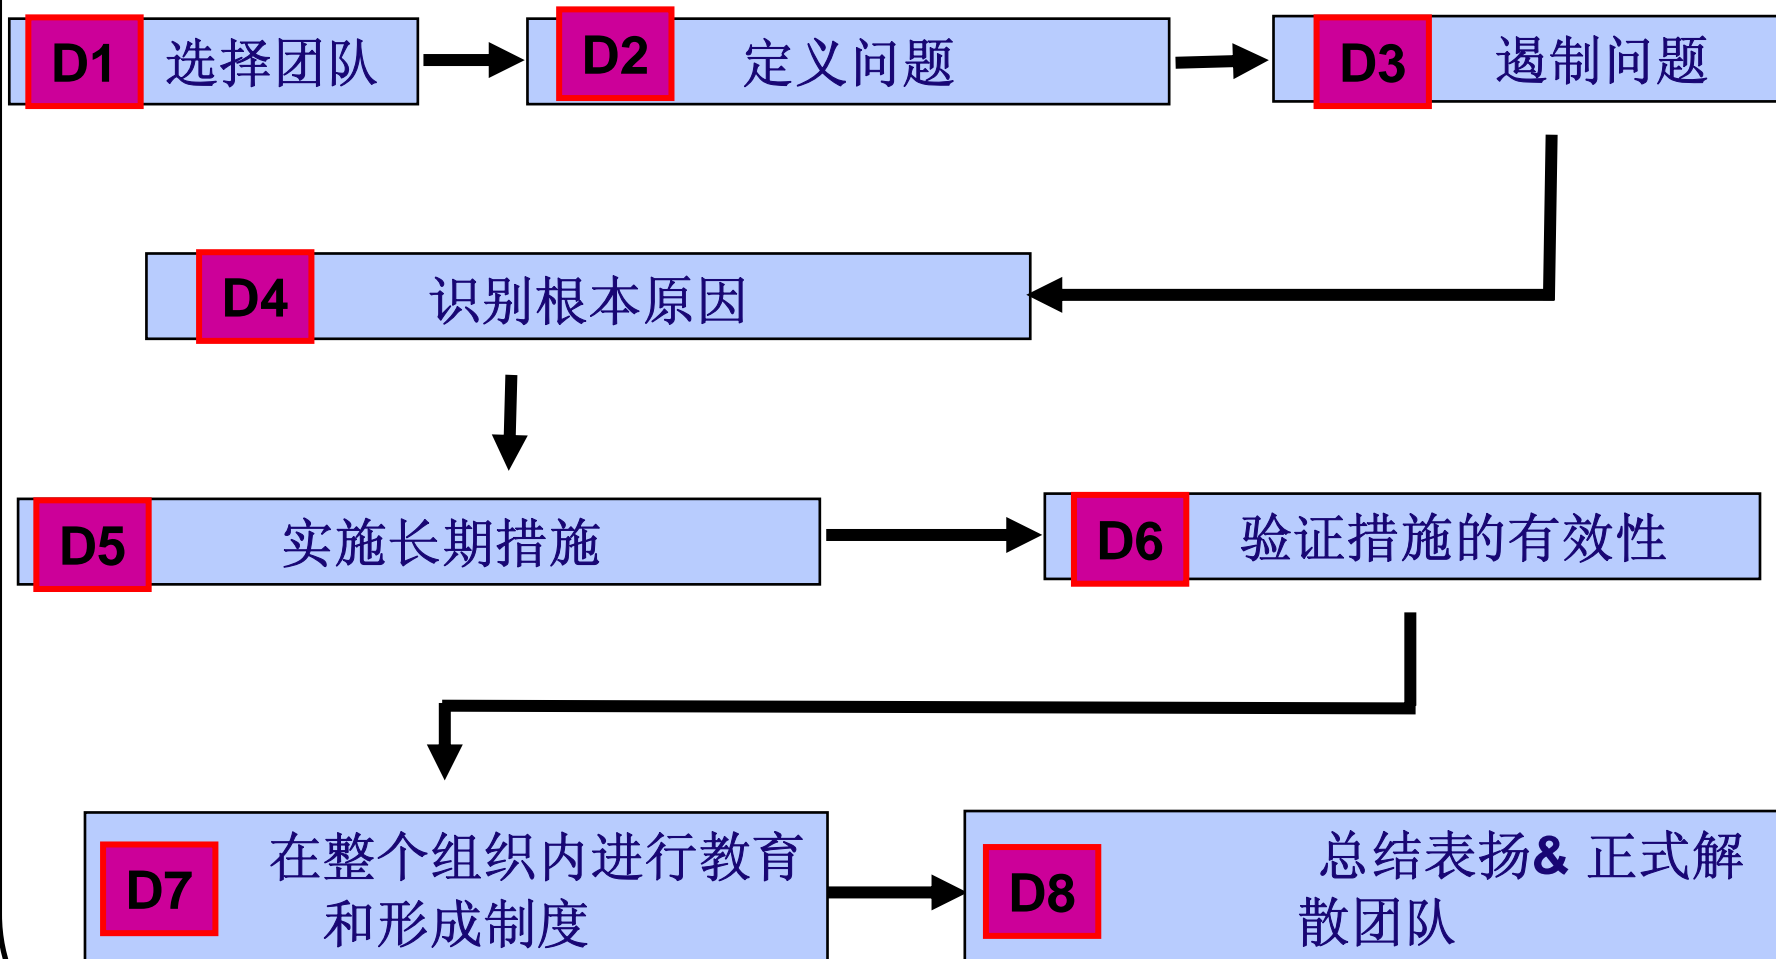 D1 选择团队
D2 定义问题
D3 遏制问题
D4 识别根本原因
D5 实施长期措施
D6 验证措施的有效性
D7 在整个组织内进行教育
和形成制度
D8 总结表扬& 正式解
散团队